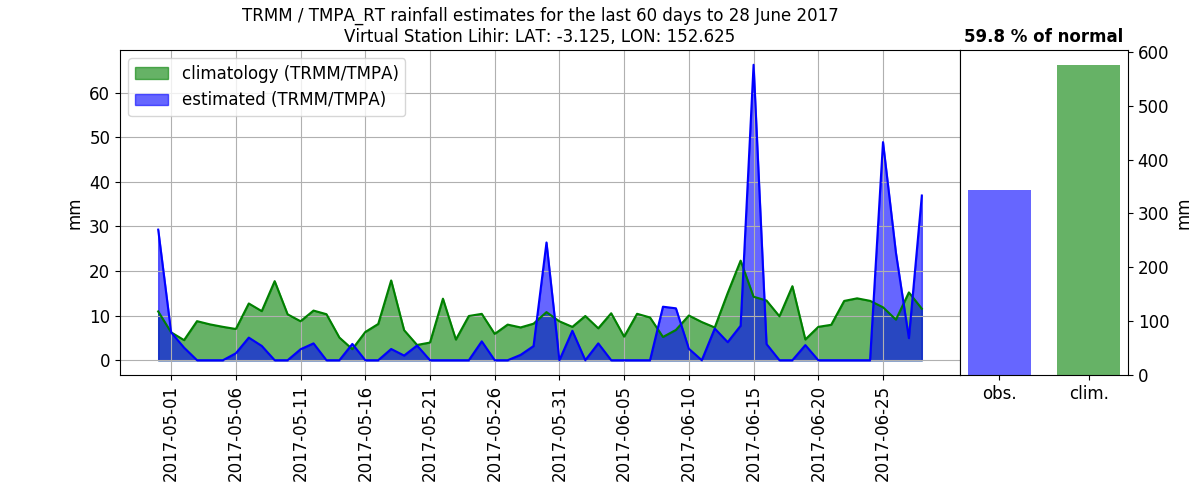 TRMM / TMPA_RT rainfall estimates for the last 60 days to 28 June 2017
Virtual Station Lihir: LAT: -3.125, LON: 152.625
59.8 % of normal
climatology (TRMM/TMPA)
estimated (TRMM/TMPA)
mm
60
50
40
30
20
10
0
2017-05-01
2017-05-06
2017-05-11
2017-05-16
2017-05-21
2017-05-26
2017-05-31
2017-06-05
2017-06-10
2017-06-15
2017-06-20
2017-06-25
obs.
clim.
600
500
400
300
200
100
0
mm